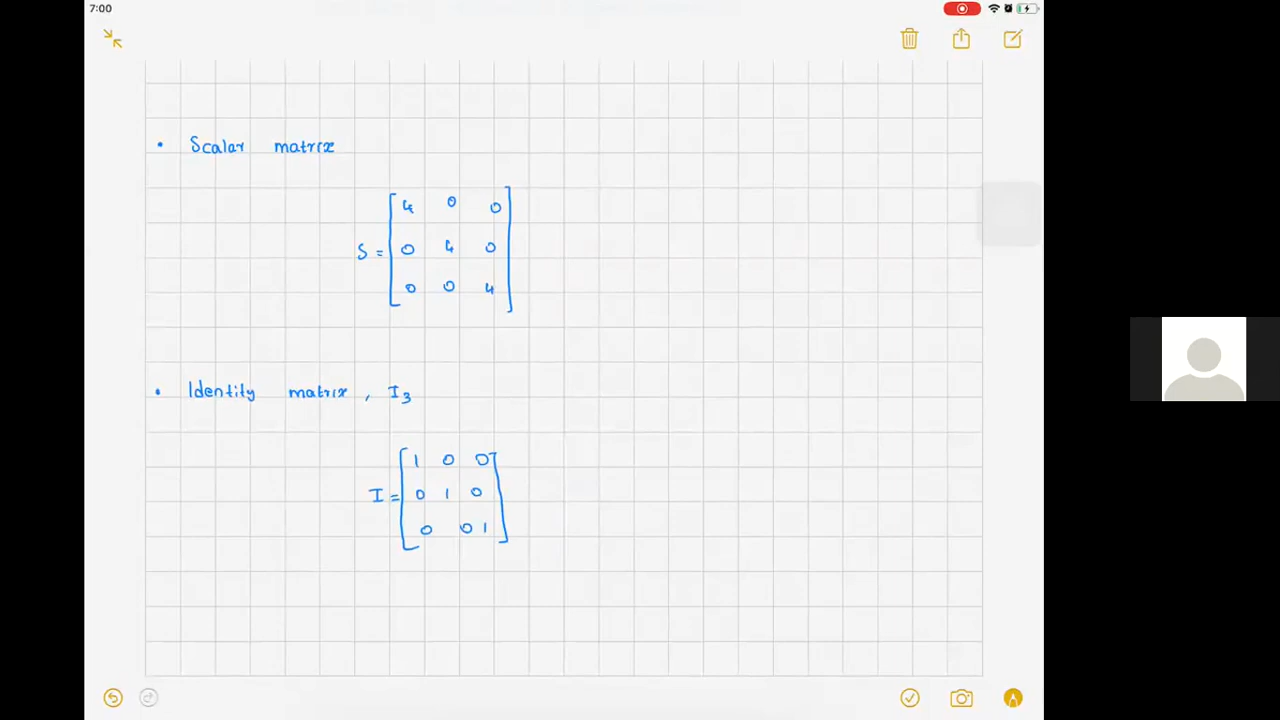 7:00
• Scalar matrix
4 0 0
S = 0 4 0
0 0 4
• Identity matrix, I₃
1 0 0
I = 0 1 0
0 0 1